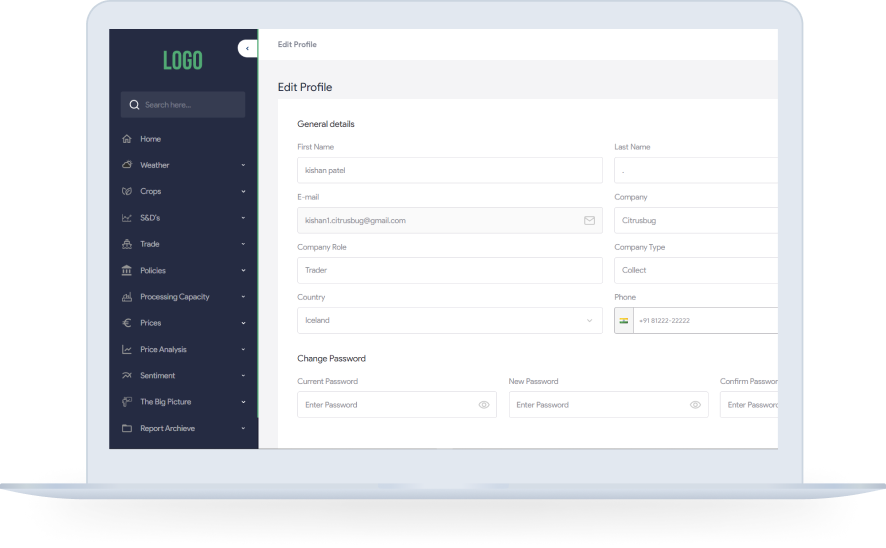 LOGO
Search here...
Home
Weather
Crops
S&D's
Trade
Policies
Processing Capacity
Prices
Price Analysis
Sentiment
The Big Picture
Report Archieve
Edit Profile
Edit Profile
General details
First Name
Last Name
kishan patel
.
E-mail
Company
kishan1.citrusbug@gmail.com
Citrusbug
Company Role
Company Type
Trader
Collect
Country
Phone
Iceland
+91 81222-22222
Change Password
Current Password
New Password
Confirm Passwor
Enter Password
Enter Password
Enter Passwor